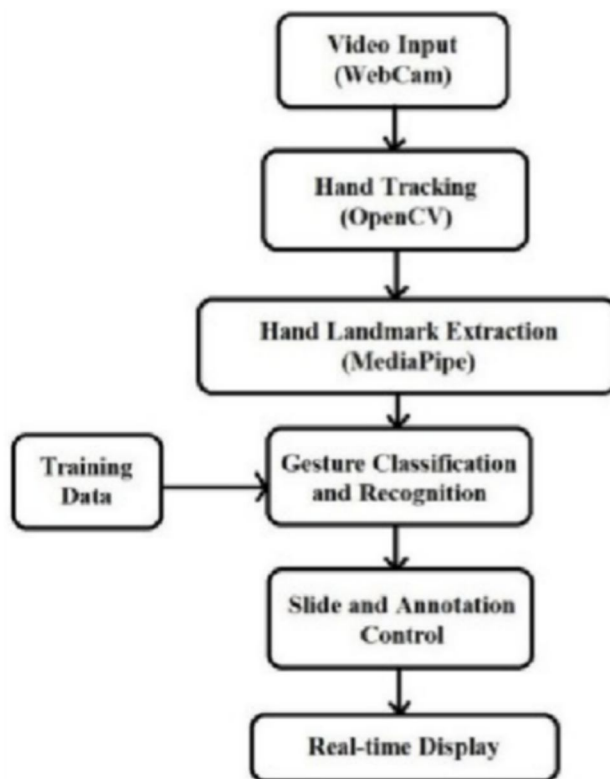 Video Input
(WebCam)
Hand Tracking
(OpenCV)
Hand Landmark Extraction
(MediaPipe)
Training
Data
Gesture Classification
and Recognition
Slide and Annotation
Control
Real-time Display